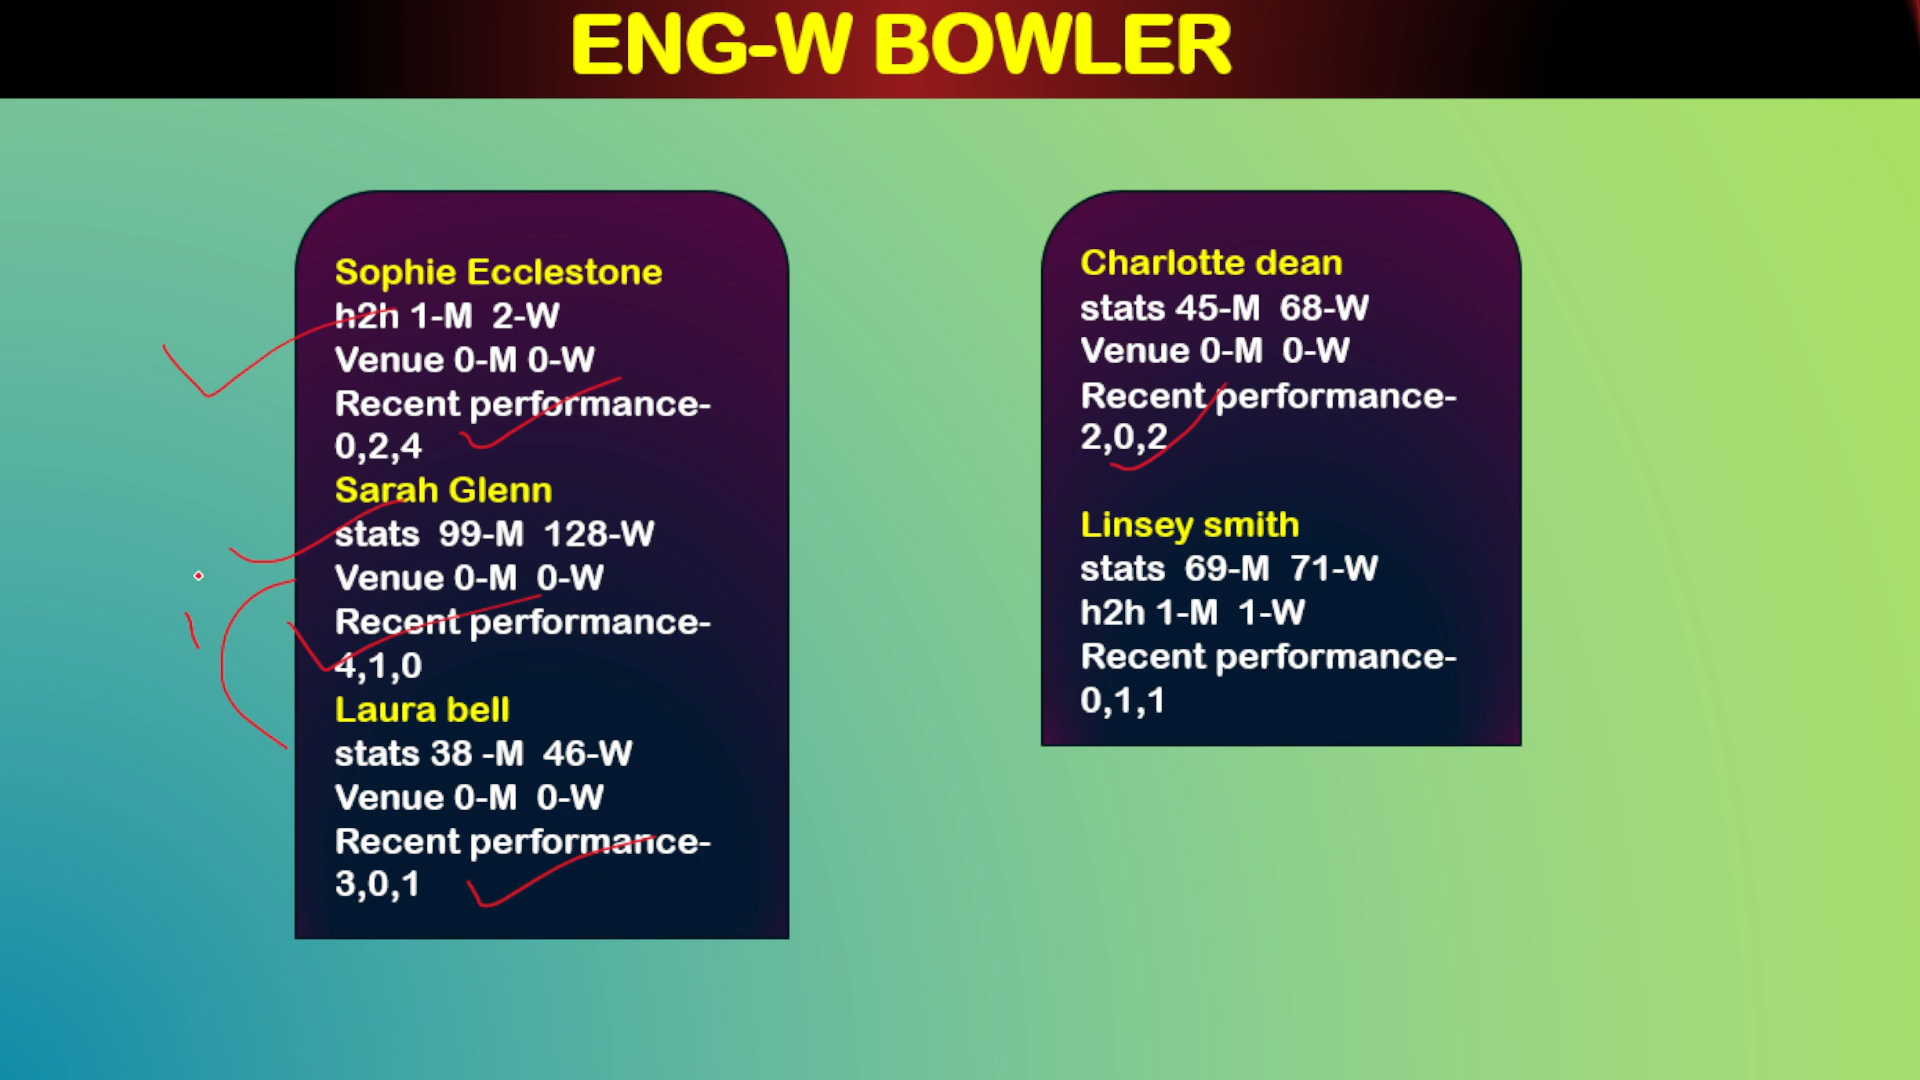 ENG-W BOWLER
Sophie Ecclestone
h2h 1-M 2-W
Venue 0-M 0-W
Recent performance-
0,2,4
Sarah Glenn
stats 99-M 128-W
Venue 0-M 0-W
Recent performance-
4,1,0
Laura bell
stats 38 -M 46-W
Venue 0-M 0-W
Recent performance-
3,0,1
Charlotte dean
stats 45-M 68-W
Venue 0-M 0-W
Recent performance-
2,0,2
Linsey smith
stats 69-M 71-W
h2h 1-M 1-W
Recent performance-
0,1,1